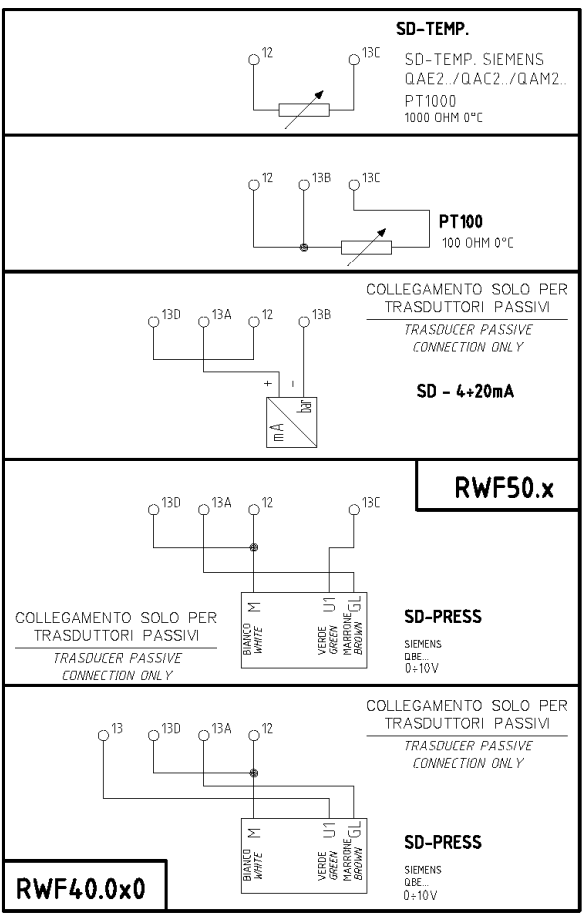 SD-TEMP.
12 13C
SD-TEMP. SIEMENS
QAE2../QAC2../QAM2..
PT1000
1000 OHM 0°C
12 13B 13C
PT100
100 OHM 0°C
COLLEGAMENTO SOLO PER
TRASDUTTORI PASSIVI
TRASDUCER PASSIVE
CONNECTION ONLY
13D 13A 12 13B
+ -
mA bar
SD - 4÷20mA
RWF50.x
13D 13A 12 13C
M U1 GL
BIANCO
WHITE
VERDE
GREEN
MARRONE
BROWN
COLLEGAMENTO SOLO PER
TRASDUTTORI PASSIVI
TRASDUCER PASSIVE
CONNECTION ONLY
SD-PRESS
SIEMENS
QBE...
0÷10V
COLLEGAMENTO SOLO PER
TRASDUTTORI PASSIVI
TRASDUCER PASSIVE
CONNECTION ONLY
13 13D 13A 12
M U1 GL
BIANCO
WHITE
VERDE
GREEN
MARRONE
BROWN
SD-PRESS
SIEMENS
QBE...
0÷10V
RWF40.0x0